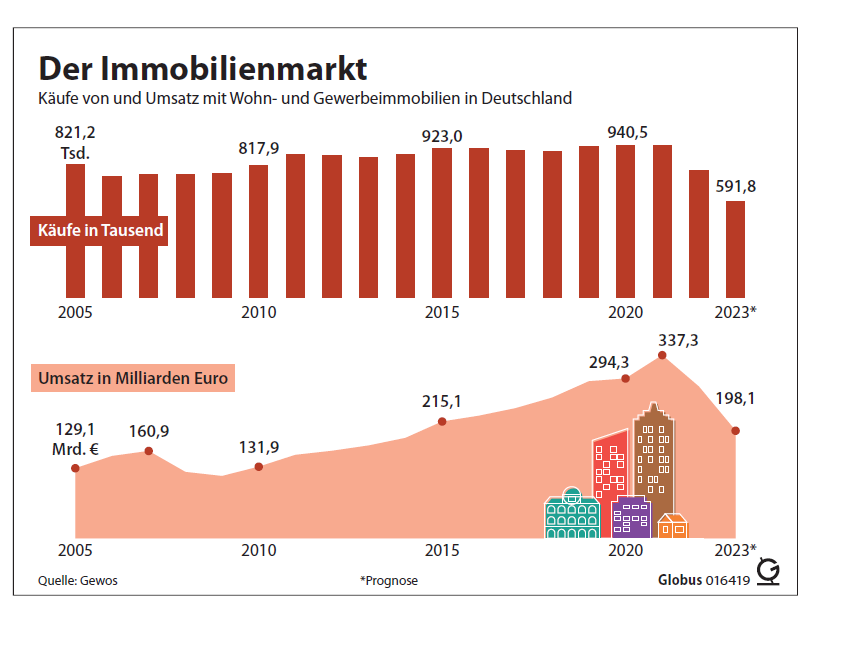 Der Immobilienmarkt
Käufe von und Umsatz mit Wohn- und Gewerbeimmobilien in Deutschland
821,2
Tsd.
817,9
923,0
940,5
591,8
Käufe in Tausend
2005
2010
2015
2020
2023*
Umsatz in Milliarden Euro
129,1
Mrd. €
160,9
131,9
215,1
294,3
337,3
198,1
2005
2010
2015
2020
2023*
Quelle: Gewos
*Prognose
Globus 016419